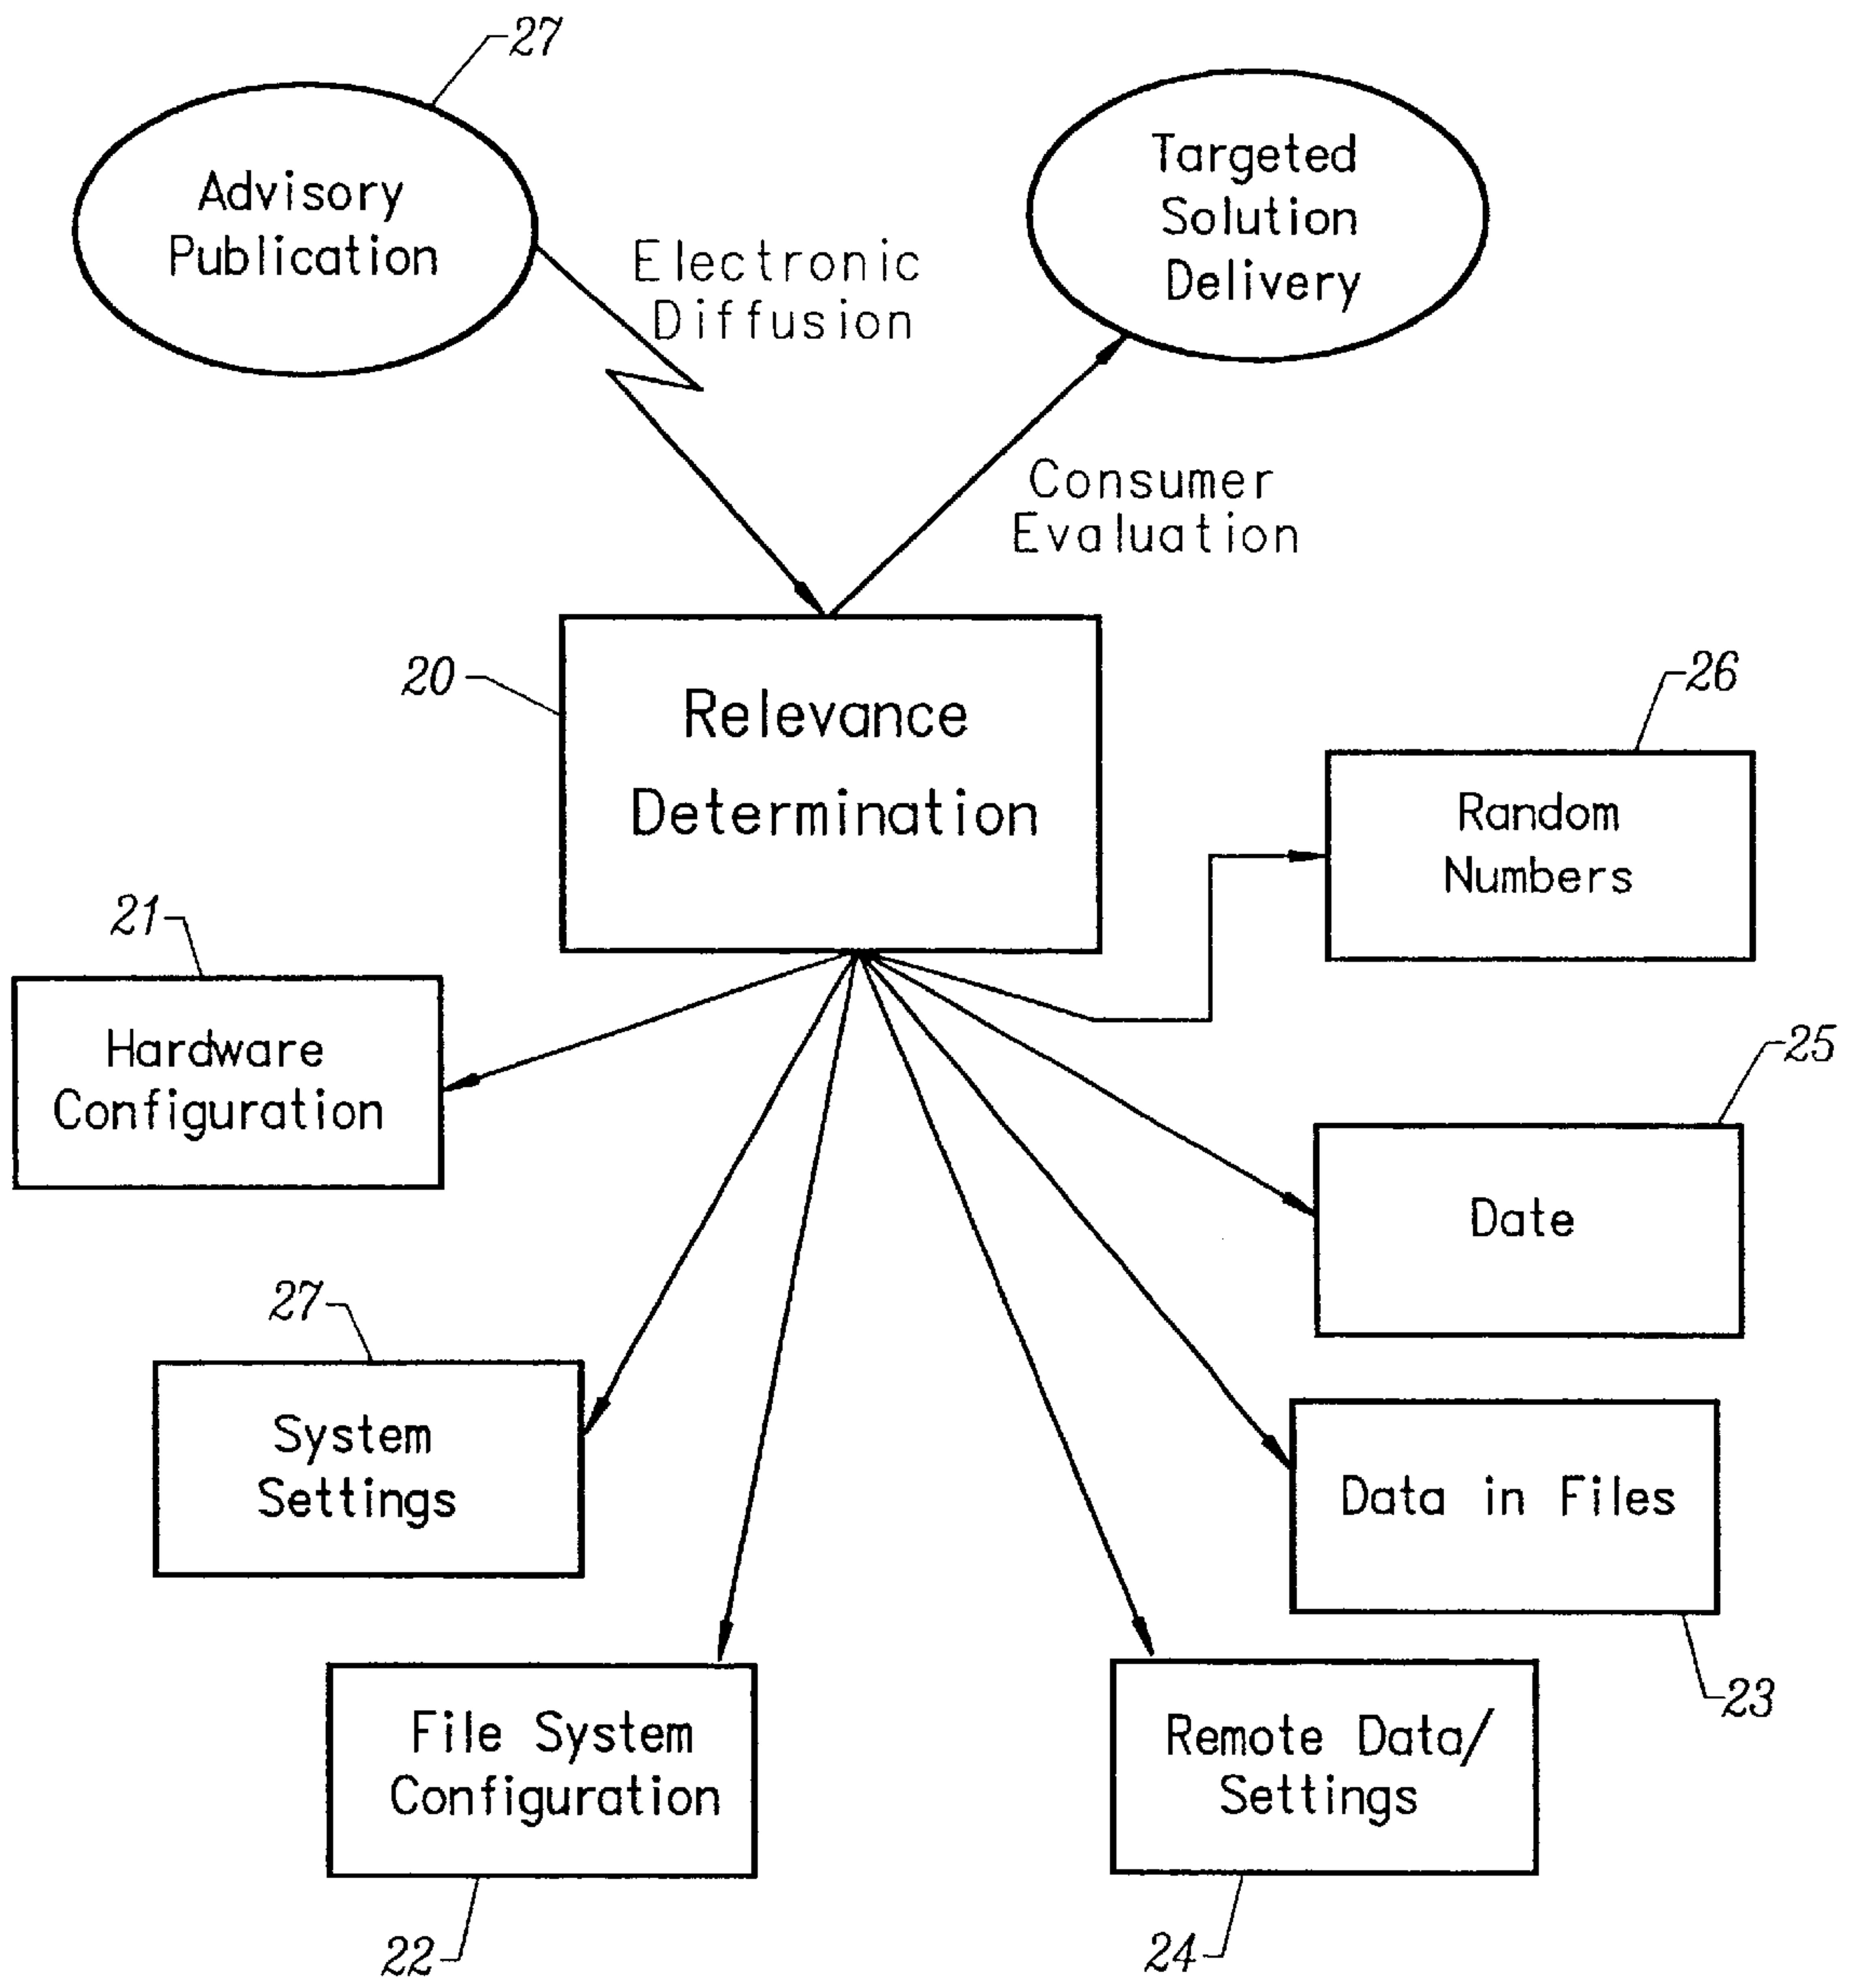 27
Advisory
Publication
Targeted
Solution
Delivery
Electronic
Diffusion
Consumer
Evaluation
20
Relevance
Determination
26
Random
Numbers
21
Hardware
Configuration
25
Date
27
System
Settings
Data in Files
23
File System
Configuration
22
Remote Data/
Settings
24